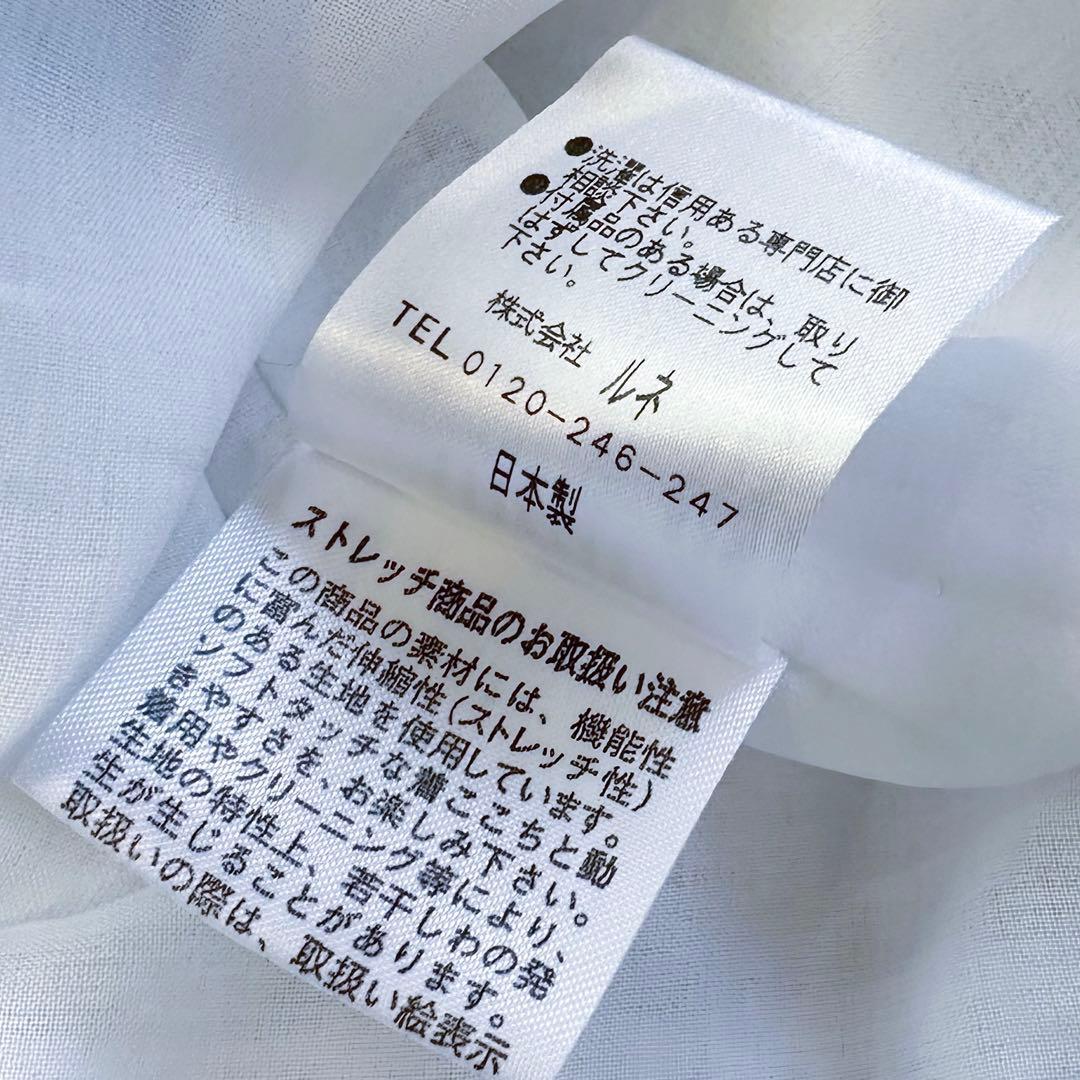 ●洗濯は信用ある専門店に御
相談下さい。
●付属品のある場合は、取り
はずしてクリーニングして
下さい。
株式会社 ルネ
TEL 0120-246-247
日本製
ストレッチ商品のお取扱い注意
この商品の素材には、機能性
に富んだ伸縮性(ストレッチ性)
のある生地を使用しています。
ソフトタッチな着ごこちと動
きやすさを、お楽しみ下さい。
着用やクリーニング等により、
生地の特性上、若干しわの発
生が生じることがあります。
取扱いの際は、取扱い絵表示